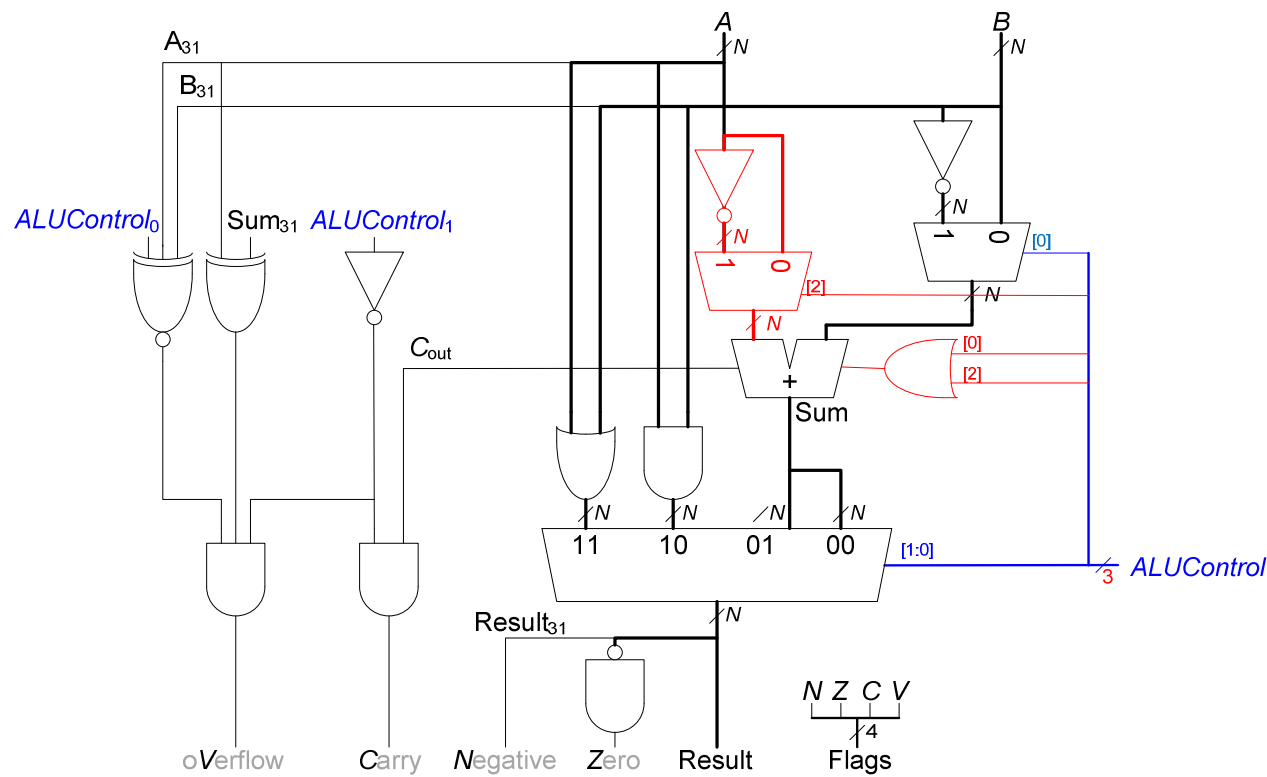 A B
A31 N N
B31
ALUControl0 Sum31 ALUControl1
N N
1 0 1 0 [0]
[2]
N N
Cout [0]
+ [2]
Sum
N N N N
11 10 01 00 [1:0]
3 ALUControl
N
Result31
N Z C V
4
oVerflow Carry Negative Zero Result Flags